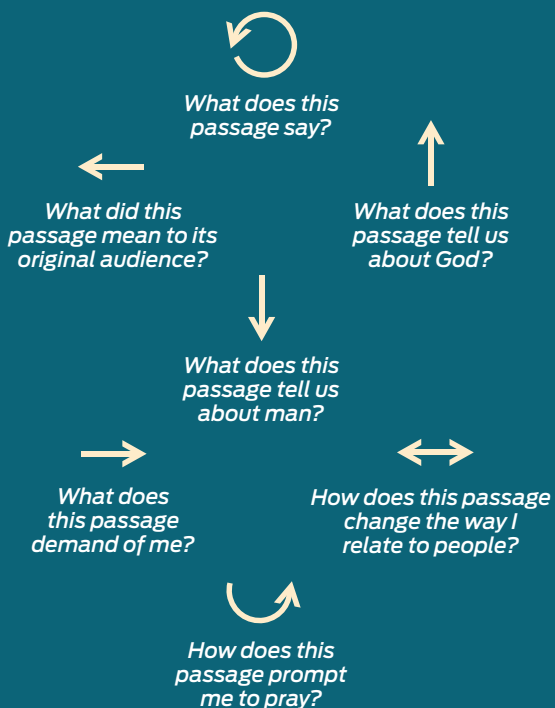 What does this
passage say?
What did this
passage mean to its
original audience?
What does this
passage tell us
about God?
What does this
passage tell us
about man?
What does
this passage
demand of me?
How does this passage
change the way I
relate to people?
How does this
passage prompt
me to pray?